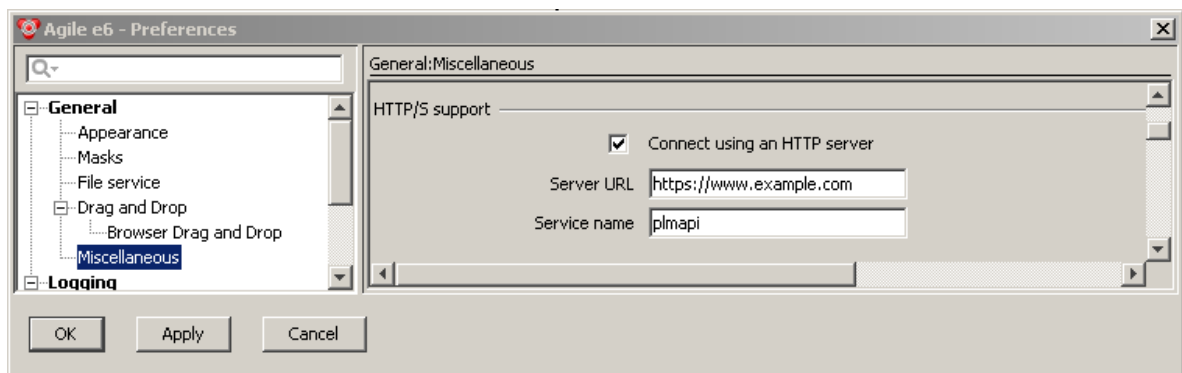 Agile e6 - Preferences
General:Miscellaneous
General
Appearance
Masks
File service
Drag and Drop
Browser Drag and Drop
Miscellaneous
Logging
HTTP/S support
Connect using an HTTP server
Server URL https://www.example.com
Service name plmapi
OK Apply Cancel